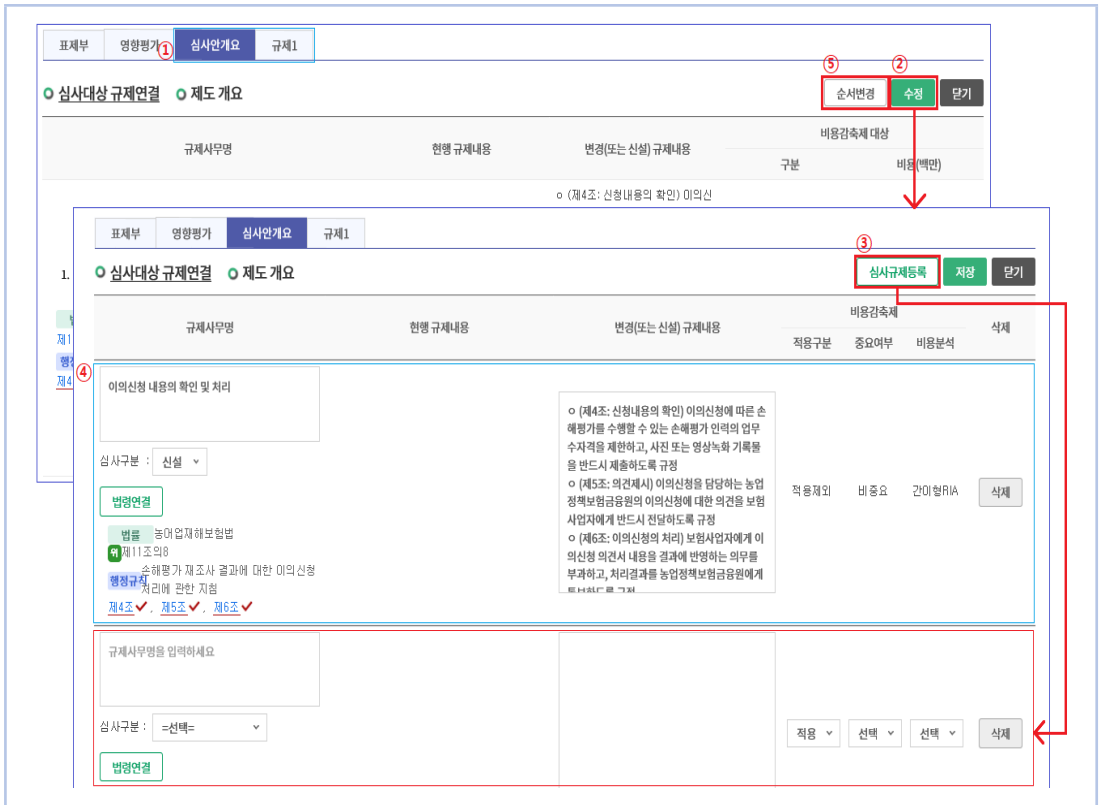 표제부 영향평가 ① 심사안개요 규제1
⑤ ②
심사대상 규제연결 제도 개요 순서변경 수정 닫기
규제사무명 현행 규제내용 변경(또는 신설) 규제내용 비용감축제 대상
구분 비용(백만)
ㅇ (제4조: 신청내용의 확인) 이의신
표제부 영향평가 심사안개요 규제1
③
1.
심사대상 규제연결 제도 개요 심사규제등록 저장 닫기
규제사무명 현행 규제내용 변경(또는 신설) 규제내용 비용감축제 삭제
적용구분 중요여부 비용분석
제1
행정
제4
④
이의신청 내용의 확인 및 처리
심사구분 : 신설
법령연결
법률 농어업재해보험법
위 제11조의8
행정규칙 손해평가 재조사 결과에 대한 이의신청
처리에 관한 지침
제4조, 제5조, 제6조
ㅇ (제4조: 신청내용의 확인) 이의신청에 따른 손
해평가를 수행할 수 있는 손해평가 인력의 업무
수자격을 제한하고, 사진 또는 영상녹화 기록물
을 반드시 제출하도록 규정
ㅇ (제5조: 의견제시) 이의신청을 담당하는 농업
정책보험금융원의 이의신청에 대한 의견을 보험
사업자에게 반드시 전달하도록 규정
ㅇ (제6조: 이의신청의 처리) 보험사업자에게 이
의신청 의견서 내용을 결과에 반영하는 의무를
부과하고, 처리결과를 농업정책보험금융원에게
통보하도록 규정
적용제외 비중요 간이형RIA 삭제
규제사무명을 입력하세요
심사구분 : =선택=
법령연결
적용 선택 선택 삭제